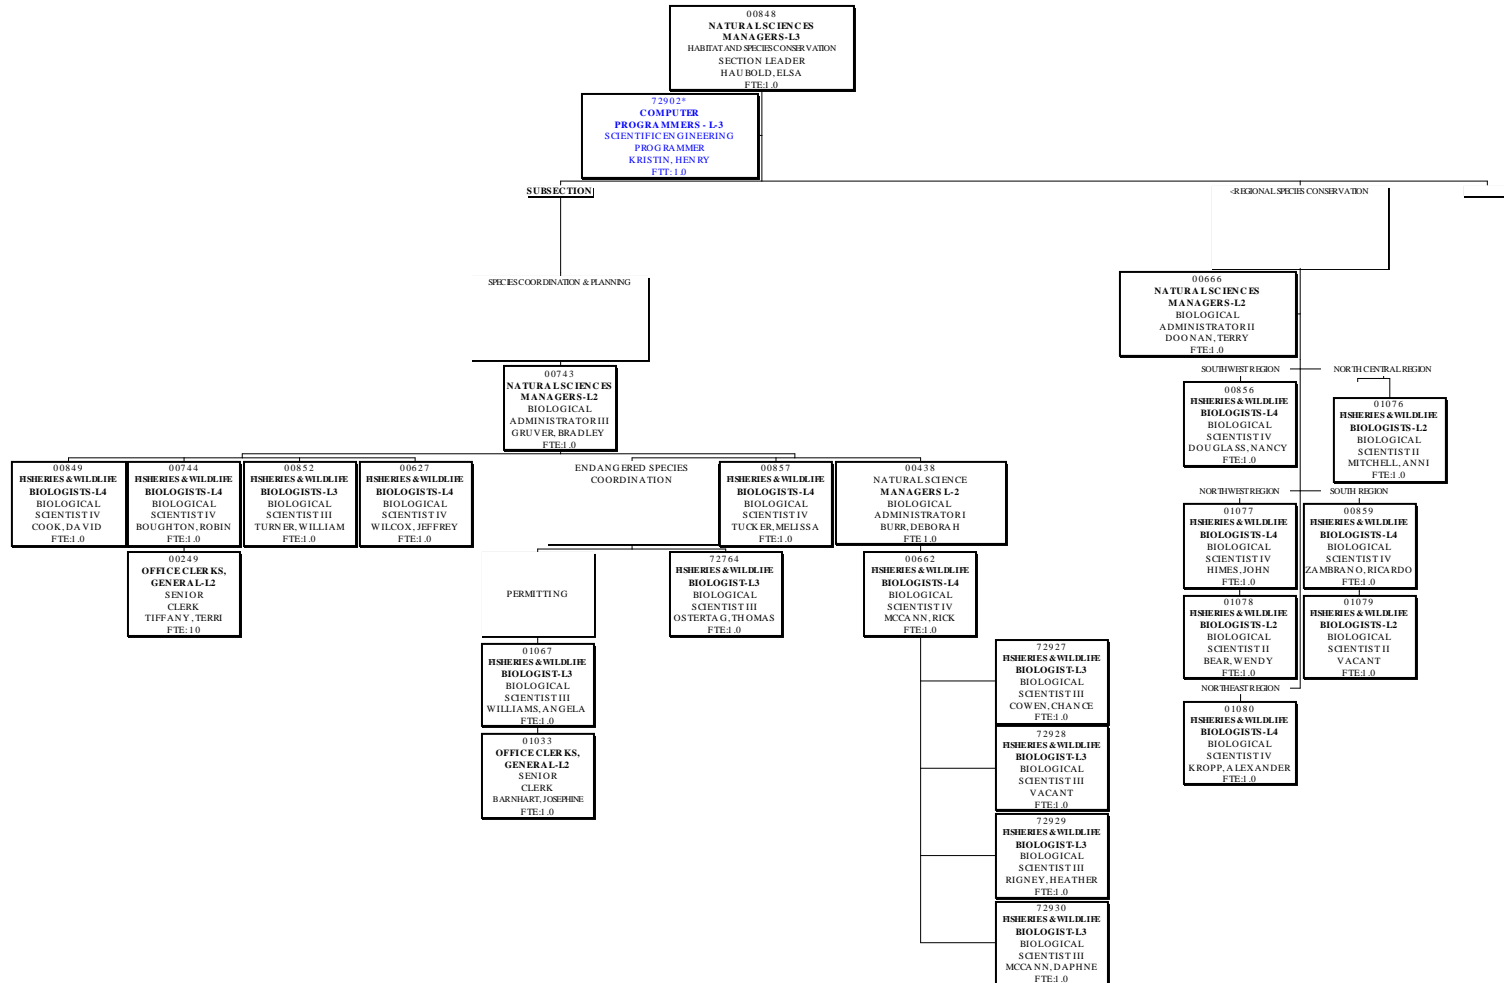 00848
NATURAL SCIENCES
MANAGERS-L3
HABITAT AND SPECIES CONSERVATION
SECTION LEADER
HAUBOLD, ELSA
FTE:1.0
72902*
COMPUTER
PROGRAMMERS - L-3
SCIENTIFIC ENGINEERING
PROGRAMMER
KRISTIN, HENRY
FTT: 1.0
SUBSECTION
<REGIONAL SPECIES CONSERVATION
SPECIES COORDINATION & PLANNING
00666
NATURAL SCIENCES
MANAGERS-L2
BIOLOGICAL
ADMINISTRATOR II
DOONAN, TERRY
FTE:1.0
00743
NATURAL SCIENCES
MANAGERS-L2
BIOLOGICAL
ADMINISTRATOR III
GRUVER, BRADLEY
FTE:1.0
SOUTHWEST REGION
NORTH CENTRAL REGION
00856
FISHERIES & WILDLIFE
BIOLOGISTS-L4
BIOLOGICAL
SCIENTIST IV
DOUGLASS, NANCY
FTE:1.0
01076
FISHERIES & WILDLIFE
BIOLOGISTS-L2
BIOLOGICAL
SCIENTIST II
MITCHELL, ANNI
FTE:1.0
00849
FISHERIES & WILDLIFE
BIOLOGISTS-L4
BIOLOGICAL
SCIENTIST IV
COOK, DAVID
FTE:1.0
00744
FISHERIES & WILDLIFE
BIOLOGISTS-L4
BIOLOGICAL
SCIENTIST IV
BOUGHTON, ROBIN
FTE:1.0
00852
FISHERIES & WILDLIFE
BIOLOGISTS-L3
BIOLOGICAL
SCIENTIST III
TURNER, WILLIAM
FTE:1.0
00627
FISHERIES & WILDLIFE
BIOLOGISTS-L4
BIOLOGICAL
SCIENTIST IV
WILCOX, JEFFREY
FTE:1.0
ENDANGERED SPECIES
COORDINATION
00857
FISHERIES & WILDLIFE
BIOLOGISTS-L4
BIOLOGICAL
SCIENTIST IV
TUCKER, MELISSA
FTE:1.0
00438
NATURAL SCIENCE
MANAGERS L-2
BIOLOGICAL
ADMINISTRATOR I
BURR, DEBORAH
FTE 1.0
NORTHWEST REGION
SOUTH REGION
01077
FISHERIES & WILDLIFE
BIOLOGISTS-L4
BIOLOGICAL
SCIENTIST IV
HIMES, JOHN
FTE:1.0
00859
FISHERIES & WILDLIFE
BIOLOGISTS-L4
BIOLOGICAL
SCIENTIST IV
ZAMBRANO, RICARDO
FTE:1.0
00249
OFFICE CLERKS,
GENERAL-L2
SENIOR
CLERK
TIFFANY, TERRI
FTE: 10
PERMITTING
72764
FISHERIES & WILDLIFE
BIOLOGIST-L3
BIOLOGICAL
SCIENTIST III
OSTERTAG, THOMAS
FTE:1.0
00662
FISHERIES & WILDLIFE
BIOLOGISTS-L4
BIOLOGICAL
SCIENTIST IV
MCCANN, RICK
FTE:1.0
01078
FISHERIES & WILDLIFE
BIOLOGISTS-L2
BIOLOGICAL
SCIENTIST II
BEAR, WENDY
FTE:1.0
01079
FISHERIES & WILDLIFE
BIOLOGISTS-L2
BIOLOGICAL
SCIENTIST II
VACANT
FTE:1.0
01067
FISHERIES & WILDLIFE
BIOLOGIST-L3
BIOLOGICAL
SCIENTIST III
WILLIAMS, ANGELA
FTE:1.0
72927
FISHERIES & WILDLIFE
BIOLOGIST-L3
BIOLOGICAL
SCIENTIST III
COWEN, CHANCE
FTE:1.0
NORTHEAST REGION
01080
FISHERIES & WILDLIFE
BIOLOGISTS-L4
BIOLOGICAL
SCIENTIST IV
KROPP, ALEXANDER
FTE:1.0
01033
OFFICE CLERKS,
GENERAL-L2
SENIOR
CLERK
BARNHART, JOSEPHINE
FTE:1.0
72928
FISHERIES & WILDLIFE
BIOLOGIST-L3
BIOLOGICAL
SCIENTIST III
VACANT
FTE:1.0
72929
FISHERIES & WILDLIFE
BIOLOGIST-L3
BIOLOGICAL
SCIENTIST III
RIGNEY, HEATHER
FTE:1.0
72930
FISHERIES & WILDLIFE
BIOLOGIST-L3
BIOLOGICAL
SCIENTIST III
MCCANN, DAPHNE
FTE:1.0